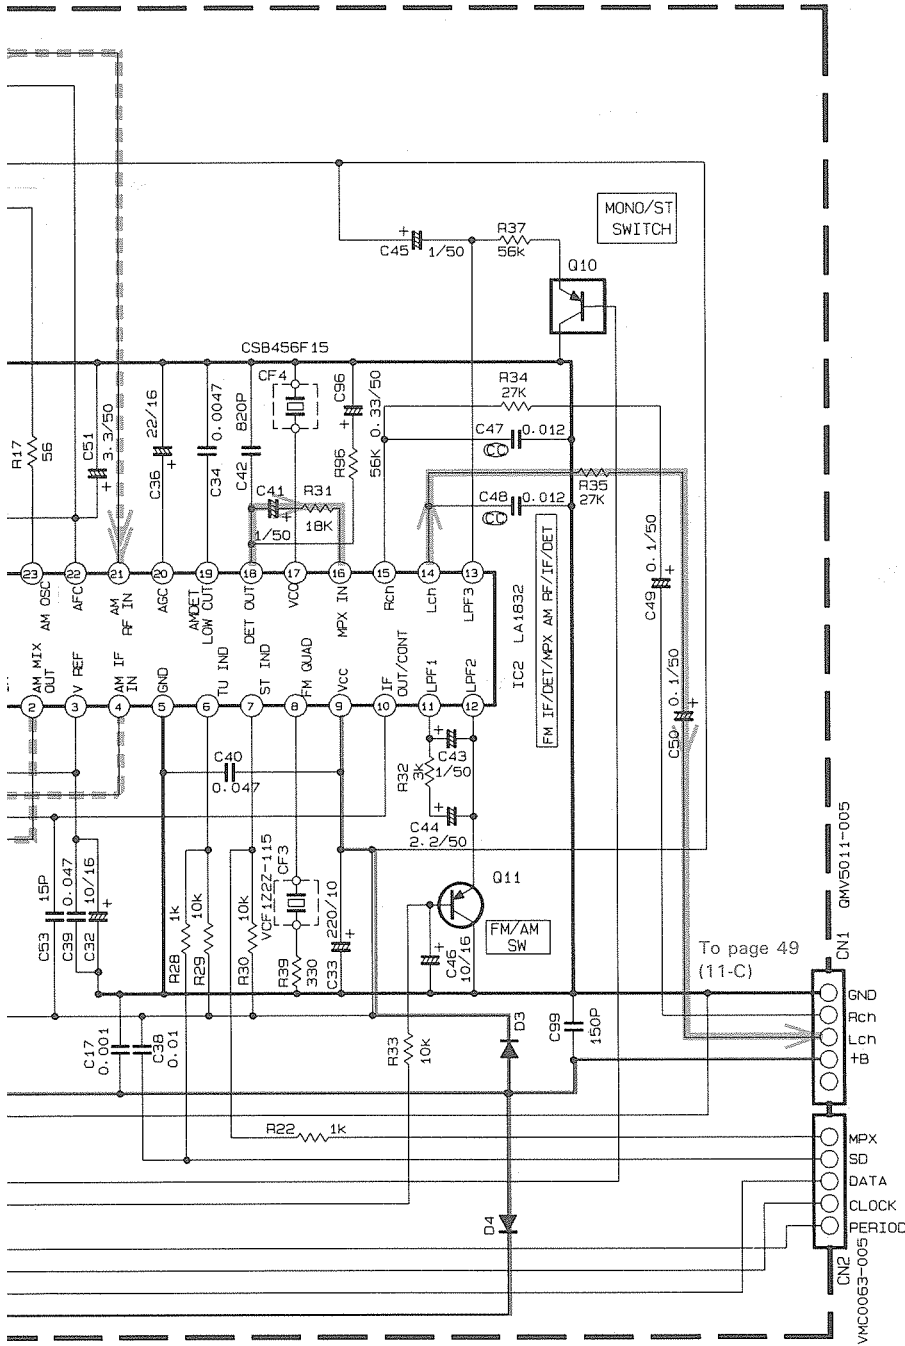 MONO/ST
SWITCH
R37
56K
C45
+
1/50
Q10
CSB456F15
CF4
R34
27K
R17
56
C51
3.3/50
+
C36
22/16
+
C34
0.0047
C42
820P
C41
+
1/50
R31
18K
C96
0.33/50
+
R96
56K
C47
0.012
CC
C48
0.012
CC
R35
27K
C49
0.1/50
+
C50
0.1/50
+
23
22
21
20
19
18
17
16
15
14
13
AM OSC
AFC
AM
RF IN
AGC
AMDET
LOW CUT
DET OUT
VCO
MPX IN
Rch
Lch
LPF3
IC2 LA1832
FM IF/DET/MPX AM RF/IF/DET
AM MIX
OUT
V REF
AM IF
IN
GND
TU IND
ST IND
FM QUAD
Vcc
IF
OUT/CONT
LPF1
LPF2
2
3
4
5
6
7
8
9
10
11
12
C40
0.047
R32
3k
+
C43
1/50
+
C44
2.2/50
C53
15P
C39
0.047
C32
10/16
+
R28
1k
R29
10k
R30
10k
VCF1Z2Z-115
CF3
R39
330
C33
220/10
+
Q11
FM/AM
SW
C46
10/16
+
QMV5011-005
CN1
To page 49
(11-C)
GND
Rch
Lch
+B
C17
0.001
C38
0.01
R33
10k
D3
C99
150P
R22
1k
MPX
SD
DATA
CLOCK
PERIOD
D4
CN2
VMC0063-005